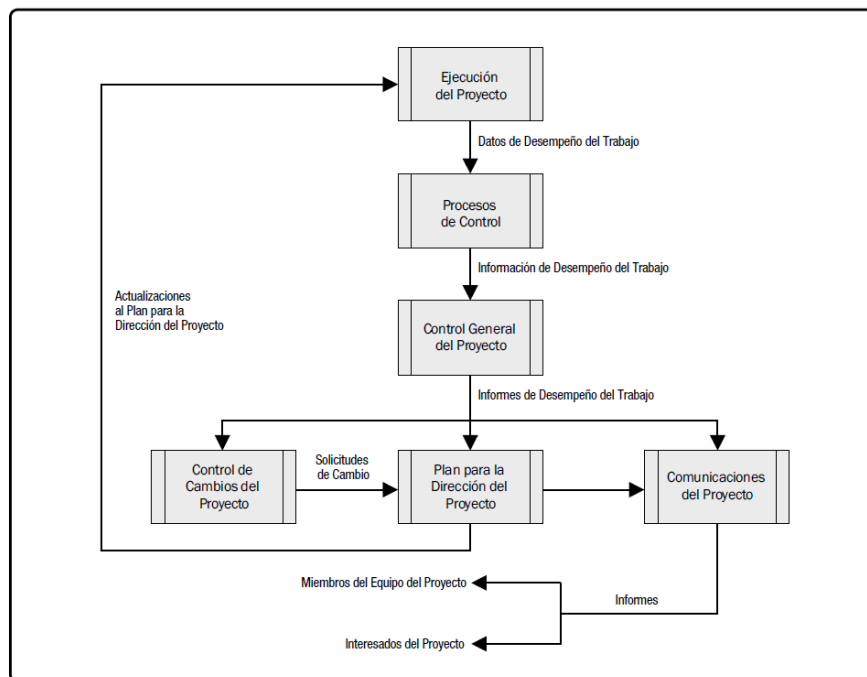 Ejecución
del Proyecto
Datos de Desempeño del Trabajo
Procesos
de Control
Información de Desempeño del Trabajo
Actualizaciones
al Plan para la
Dirección del Proyecto
Control General
del Proyecto
Informes de Desempeño del Trabajo
Control de
Cambios del
Proyecto
Solicitudes
de Cambio
Plan para la
Dirección del
Proyecto
Comunicaciones
del Proyecto
Miembros del Equipo del Proyecto
Informes
Interesados del Proyecto